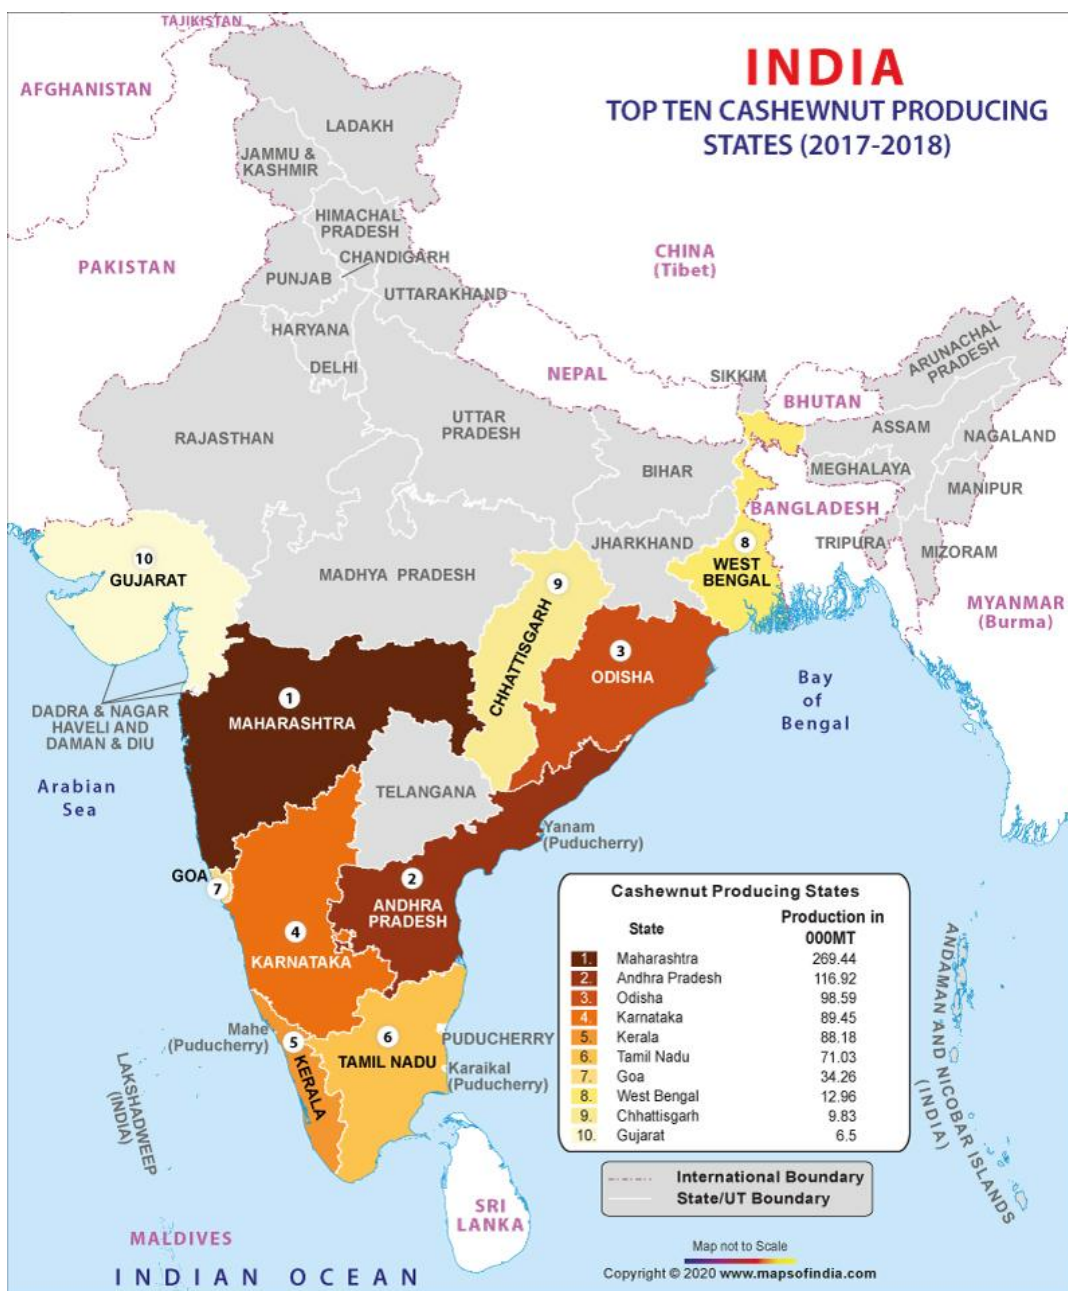 TAJIKISTAN
INDIA
TOP TEN CASHEWNUT PRODUCING
STATES (2017-2018)
AFGHANISTAN
LADAKH
JAMMU &
KASHMIR
HIMACHAL
PRADESH
CHANDIGARH
PUNJAB
UTTARAKHAND
PAKISTAN
CHINA
(Tibet)
HARYANA
DELHI
NEPAL
SIKKIM
ARUNACHAL
PRADESH
BHUTAN
RAJASTHAN
UTTAR
PRADESH
ASSAM
NAGALAND
BIHAR
MEGHALAYA
MANIPUR
BANGLADESH
JHARKHAND
TRIPURA
MIZORAM
10
GUJARAT
MADHYA PRADESH
9
CHHATTISGARH
8
WEST
BENGAL
MYANMAR
(Burma)
3
ODISHA
Bay
of
Bengal
1
MAHARASHTRA
DADRA & NAGAR
HAVELI AND
DAMAN & DIU
Arabian
Sea
TELANGANA
Yanam
(Puducherry)
GOA
7
2
ANDHRA
PRADESH
4
KARNATAKA
Mahe
(Puducherry)
5
KERALA
6
TAMIL NADU
PUDUCHERRY
Karaikal
(Puducherry)
LAKSHADWEEP
(INDIA)
ANDAMAN AND NICOBAR ISLANDS
(INDIA)
Cashewnut Producing States
State Production in
000MT
1. Maharashtra 269.44
2. Andhra Pradesh 116.92
3. Odisha 98.59
4. Karnataka 89.45
5. Kerala 88.18
6. Tamil Nadu 71.03
7. Goa 34.26
8. West Bengal 12.96
9. Chhattisgarh 9.83
10. Gujarat 6.5
International Boundary
State/UT Boundary
SRI
LANKA
MALDIVES
INDIAN OCEAN
Map not to Scale
Copyright © 2020 www.mapsofindia.com